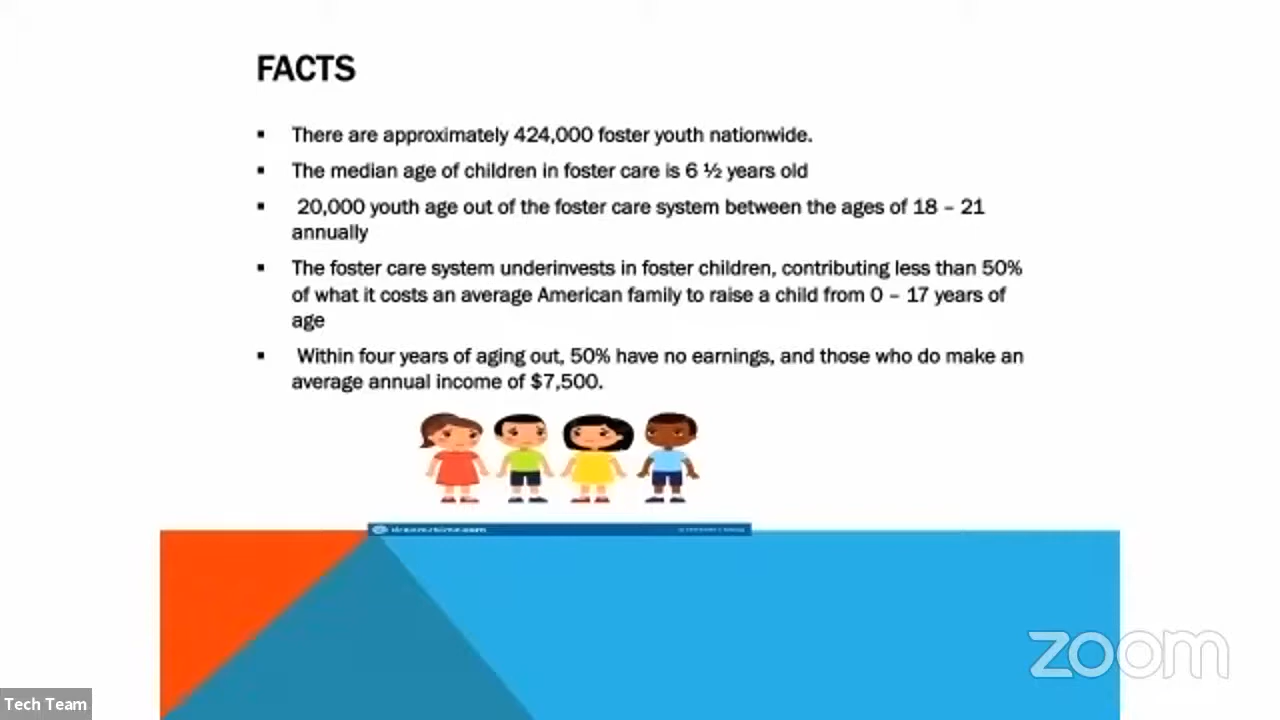 FACTS
▪ There are approximately 424,000 foster youth nationwide.
▪ The median age of children in foster care is 6 ½ years old
▪ 20,000 youth age out of the foster care system between the ages of 18 – 21
annually
▪ The foster care system underinvests in foster children, contributing less than 50%
of what it costs an average American family to raise a child from 0 – 17 years of
age
▪ Within four years of aging out, 50% have no earnings, and those who do make an
average annual income of $7,500.
dreamstime.com
zoom
Tech Team